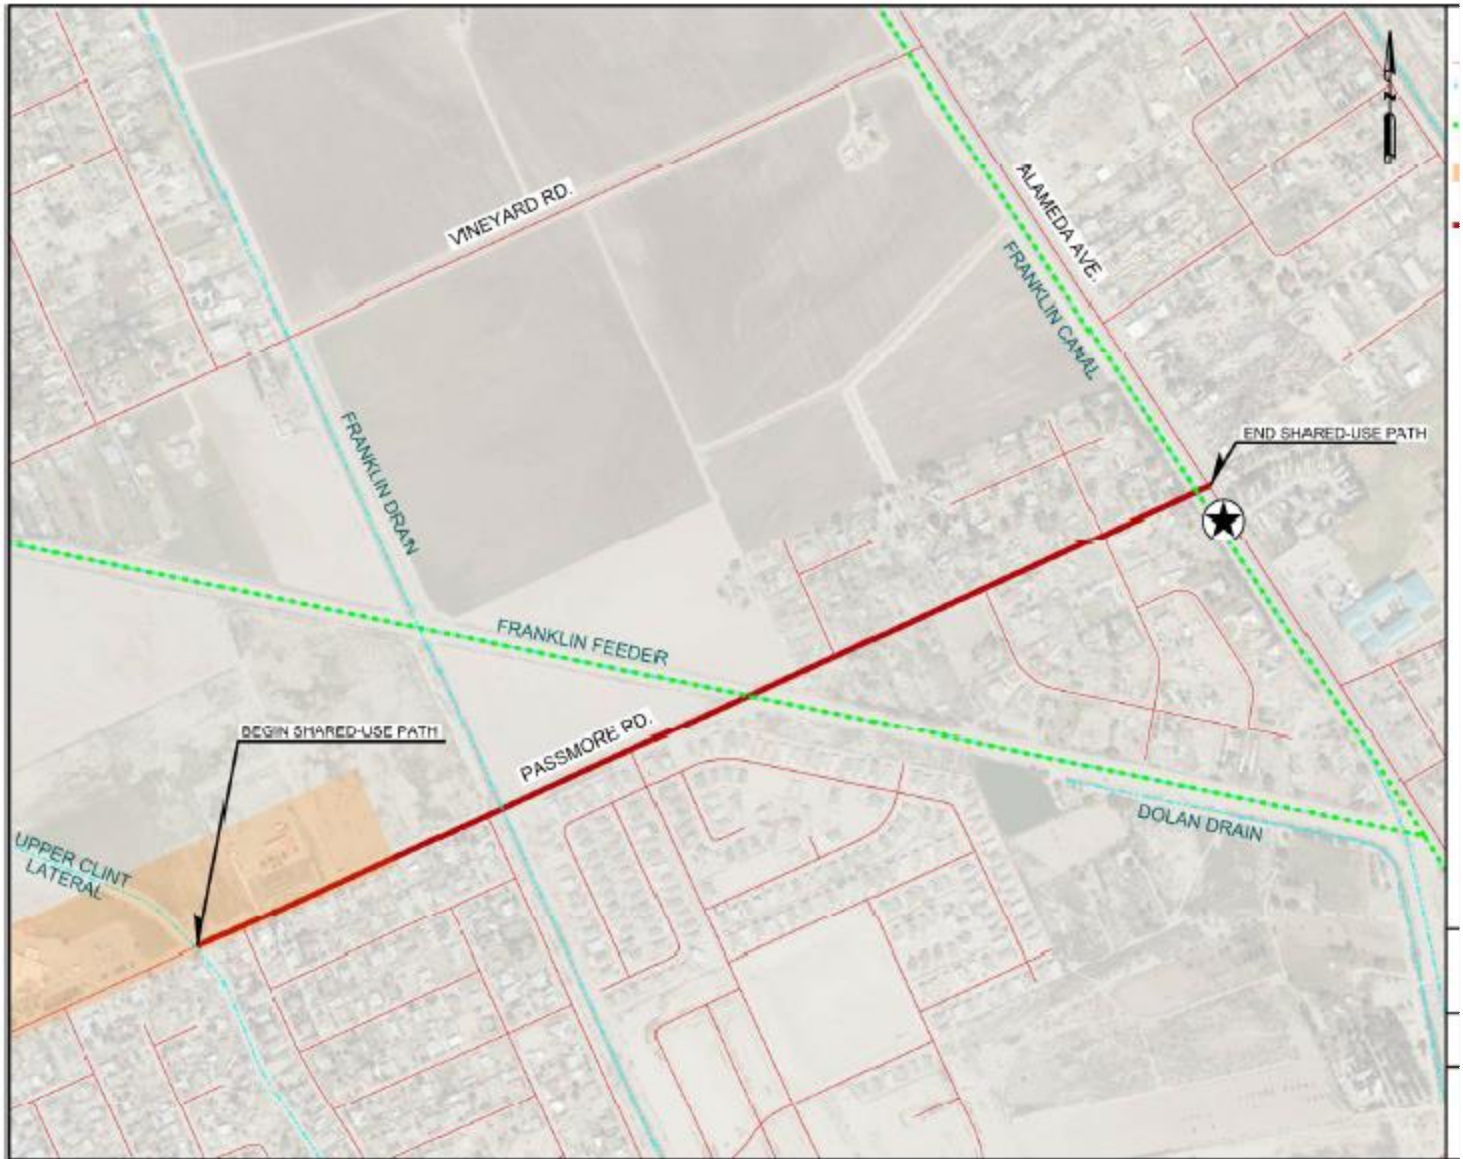 N
ALAMEDA AVE.
VINEYARD RD.
FRANKLIN CANAL
FRANKLIN DRAIN
END SHARED-USE PATH
FRANKLIN FEEDER
PASSMORE RD.
BEGIN SHARED-USE PATH
DOLAN DRAIN
UPPER CLINT
LATERAL